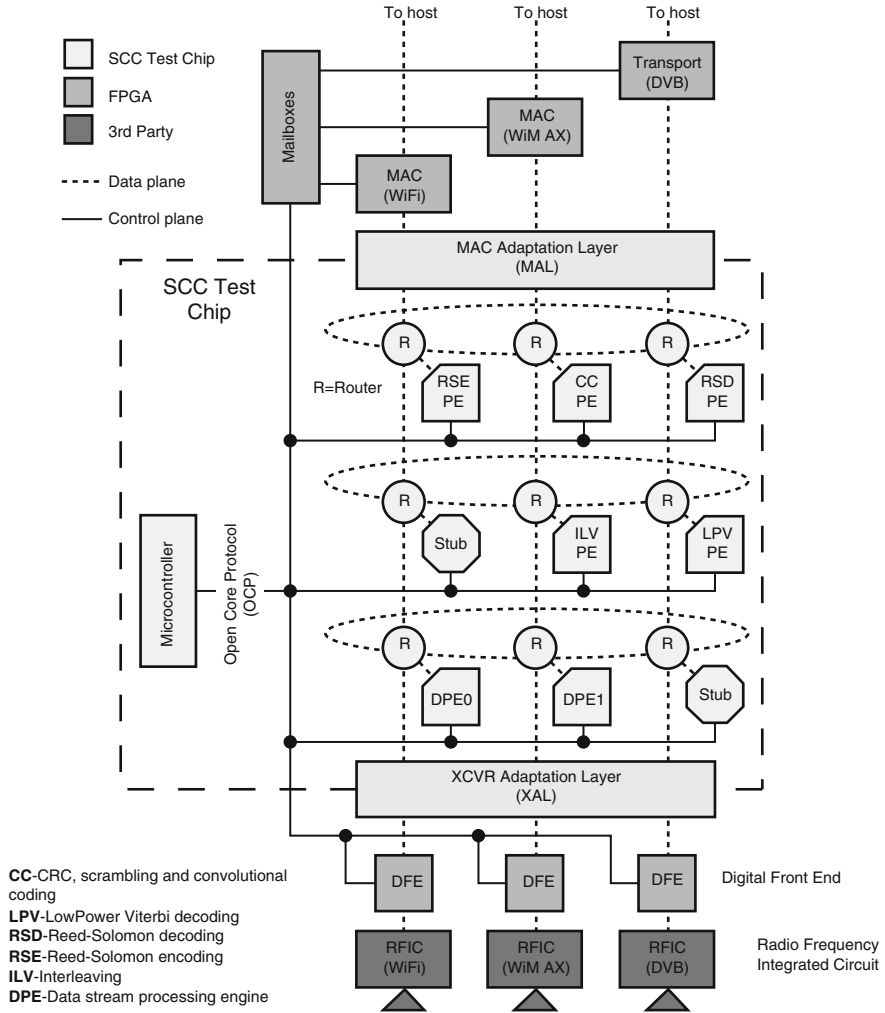 To host
To host
To host
SCC Test Chip
FPGA
3rd Party
Data plane
Control plane
Mailboxes
Transport
(DVB)
MAC
(WiM AX)
MAC
(WiFi)
MAC Adaptation Layer
(MAL)
SCC Test
Chip
R
R
R
R=Router
RSE
PE
CC
PE
RSD
PE
R
R
R
Stub
ILV
PE
LPV
PE
Microcontroller
Open Core Protocol
(OCP)
R
R
R
DPE0
DPE1
Stub
XCVR Adaptation Layer
(XAL)
DFE
DFE
DFE
Digital Front End
RFIC
(WiFi)
RFIC
(WiM AX)
RFIC
(DVB)
Radio Frequency
Integrated Circuit
CC-CRC, scrambling and convolutional
coding
LPV-LowPower Viterbi decoding
RSD-Reed-Solomon decoding
RSE-Reed-Solomon encoding
ILV-Interleaving
DPE-Data stream processing engine